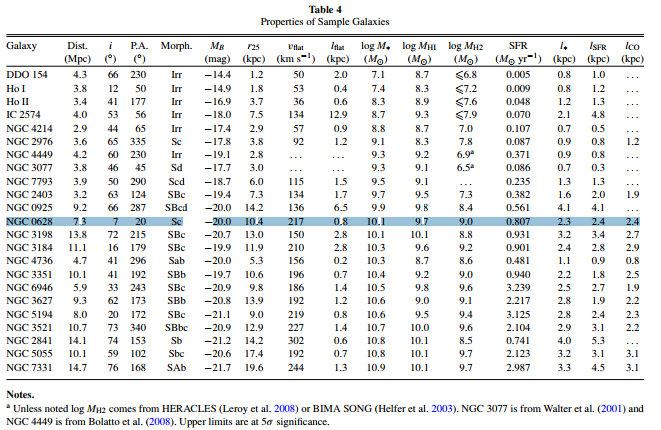 Table 4
Properties of Sample Galaxies
Galaxy Dist. i P.A. Morph. M_B r_25 v_flat l_flat log M_* log M_HI log M_H2 SFR l_* l_SFR l_CO
(Mpc) (°) (°) (mag) (kpc) (km s⁻¹) (kpc) (M_⊙) (M_⊙) (M_⊙) (M_⊙ yr⁻¹) (kpc) (kpc) (kpc)
DDO 154 4.3 66 230 Irr −14.4 1.2 50 2.0 7.1 8.7 ⩽6.8 0.005 0.8 1.0 ...
Ho I 3.8 12 50 Irr −14.9 1.8 53 0.4 7.4 8.3 ⩽7.2 0.009 0.8 1.2 ...
Ho II 3.4 41 177 Irr −16.9 3.7 36 0.6 8.3 8.9 ⩽7.6 0.048 1.2 1.3 ...
IC 2574 4.0 53 56 Irr −18.0 7.5 134 12.9 8.7 9.3 ⩽7.9 0.070 2.1 4.8 ...
NGC 4214 2.9 44 65 Irr −17.4 2.9 57 0.9 8.8 8.7 7.0 0.107 0.7 0.5 ...
NGC 2976 3.6 65 335 Sc −17.8 3.8 92 1.2 9.1 8.3 7.8 0.087 0.9 0.8 1.2
NGC 4449 4.2 60 230 Irr −19.1 2.8 ... ... 9.3 9.2 6.9ᵃ 0.371 0.9 0.8 ...
NGC 3077 3.8 46 45 Sd −17.7 3.0 ... ... 9.3 9.1 6.5ᵃ 0.086 0.7 0.3 ...
NGC 7793 3.9 50 290 Scd −18.7 6.0 115 1.5 9.5 9.1 ... 0.235 1.3 1.3 ...
NGC 2403 3.2 63 124 SBc −19.4 7.3 134 1.7 9.7 9.5 7.3 0.382 1.6 2.0 1.9
NGC 0925 9.2 66 287 SBcd −20.0 14.2 136 6.5 9.9 9.8 8.4 0.561 4.1 4.1 ...
NGC 0628 7.3 7 20 Sc −20.0 10.4 217 0.8 10.1 9.7 9.0 0.807 2.3 2.4 2.4
NGC 3198 13.8 72 215 SBc −20.7 13.0 150 2.8 10.1 10.1 8.8 0.931 3.2 3.4 2.7
NGC 3184 11.1 16 179 SBc −19.9 11.9 210 2.8 10.3 9.6 9.2 0.901 2.4 2.8 2.9
NGC 4736 4.7 41 296 Sab −20.0 5.3 156 0.2 10.3 8.7 8.6 0.481 1.1 0.9 0.8
NGC 3351 10.1 41 192 SBb −19.7 10.6 196 0.7 10.4 9.2 9.0 0.940 2.2 1.8 2.5
NGC 6946 5.9 33 243 SBc −20.9 9.8 186 1.4 10.5 9.8 9.6 3.239 2.5 2.7 1.9
NGC 3627 9.3 62 173 SBb −20.8 13.9 192 1.2 10.6 9.0 9.1 2.217 2.8 1.9 2.2
NGC 5194 8.0 20 172 SBc −21.1 9.0 219 0.8 10.6 9.5 9.4 3.125 2.8 2.4 2.3
NGC 3521 10.7 73 340 SBbc −20.9 12.9 227 1.4 10.7 10.0 9.6 2.104 2.9 3.1 2.2
NGC 2841 14.1 74 153 Sb −21.2 14.2 302 0.6 10.8 10.1 8.5 0.741 4.0 5.3 ...
NGC 5055 10.1 59 102 Sbc −20.6 17.4 192 0.7 10.8 10.1 9.7 2.123 3.2 3.1 3.1
NGC 7331 14.7 76 168 SAb −21.7 19.6 244 1.3 10.9 10.1 9.7 2.987 3.3 4.5 3.1
Notes.
ᵃ Unless noted log M_H2 comes from HERACLES (Leroy et al. 2008) or BIMA SONG (Helfer et al. 2003). NGC 3077 is from Walter et al. (2001) and
NGC 4449 is from Bolatto et al. (2008). Upper limits are at 5σ significance.